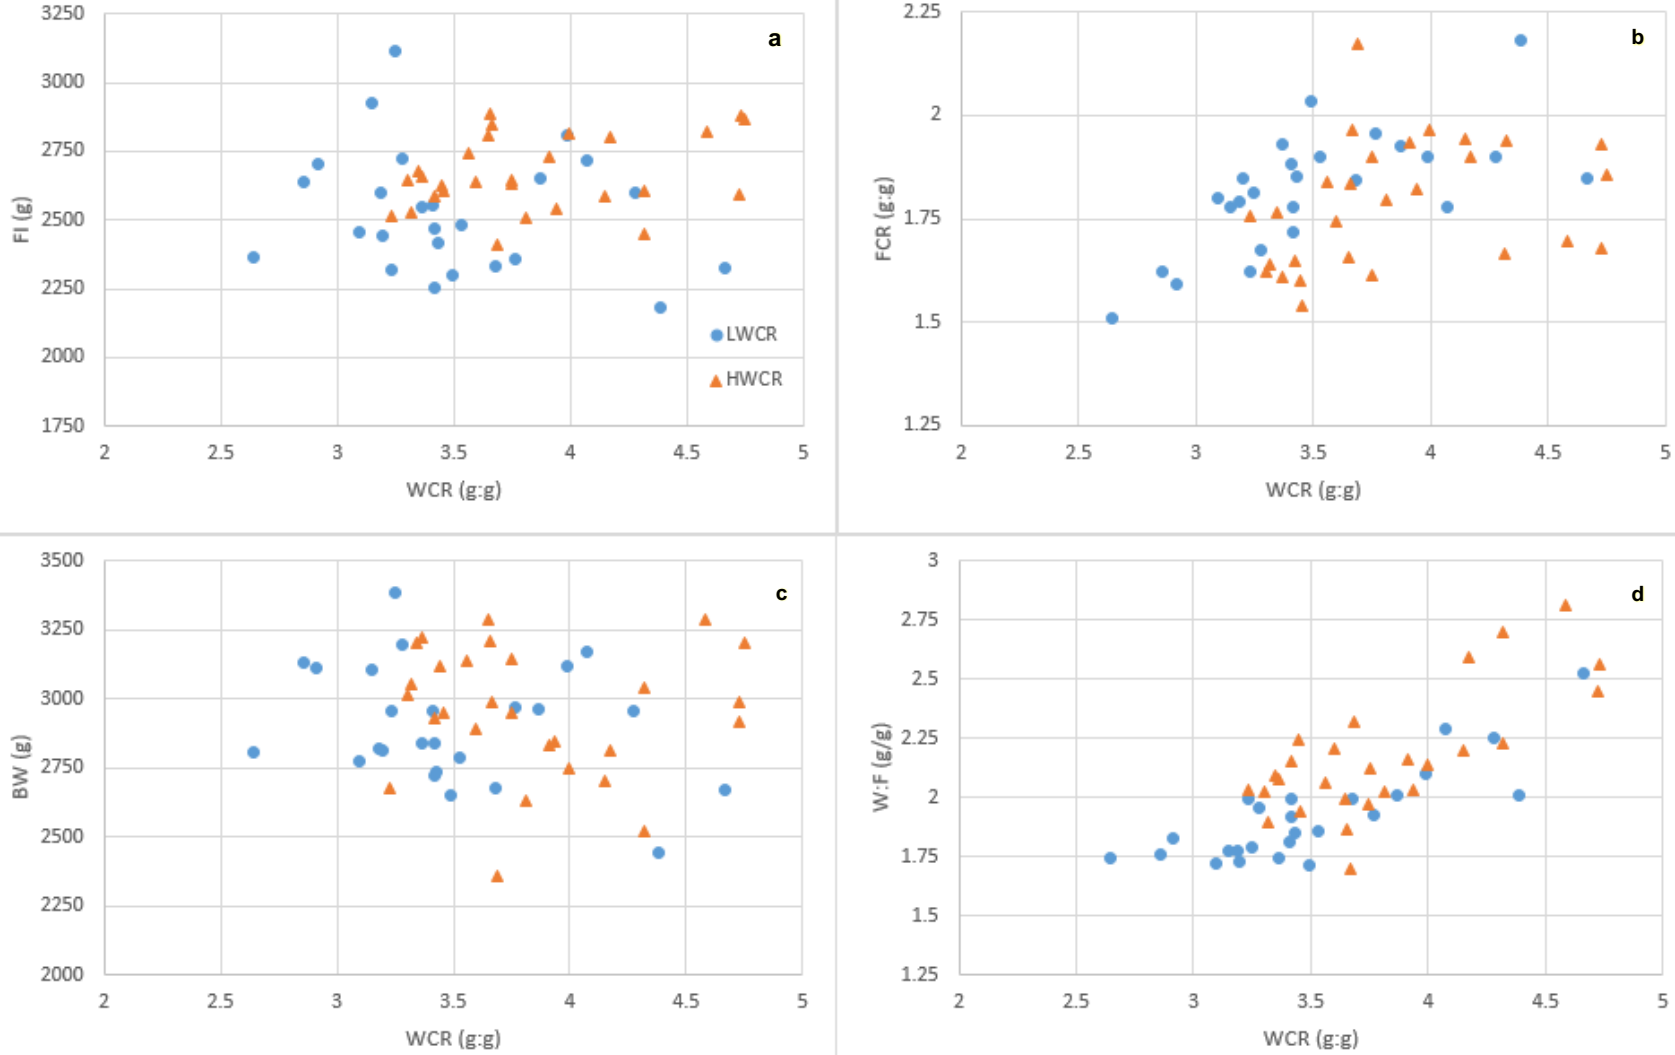 a
3250
3000
2750
2500
2250
2000
1750
FI (g)
LWCR
HWCR
2 2.5 3 3.5 4 4.5 5
WCR (g:g)
b
2.25
2
1.75
1.5
1.25
FCR (g:g)
2 2.5 3 3.5 4 4.5 5
WCR (g:g)
c
3500
3250
3000
2750
2500
2250
2000
BW (g)
2 2.5 3 3.5 4 4.5 5
WCR (g:g)
d
3
2.75
2.5
2.25
2
1.75
1.5
1.25
W:F (g/g)
2 2.5 3 3.5 4 4.5 5
WCR (g:g)